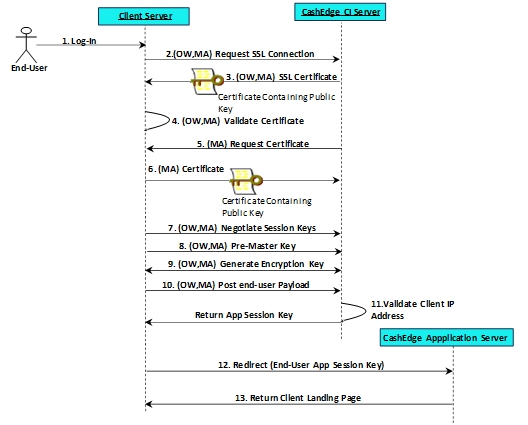 Client Server
CashEdge CI Server
1. Log-In
End-User
2.(OW,MA) Request SSL Connection
3. (OW,MA) SSL Certificate
Certificate Containing Public
Key
4. (OW,MA) Validate Certificate
5. (MA) Request Certificate
6. (MA) Certificate
Certificate Containing
Public Key
7. (OW,MA) Negotiate Session Keys
8. (OW,MA) Pre-Master Key
9. (OW,MA) Generate Encryption Key
10. (OW,MA) Post end-user Payload
11.Validate Client IP
Address
Return App Session Key
CashEdge Appplication Server
12. Redirect (End-User App Session Key)
13. Return Client Landing Page